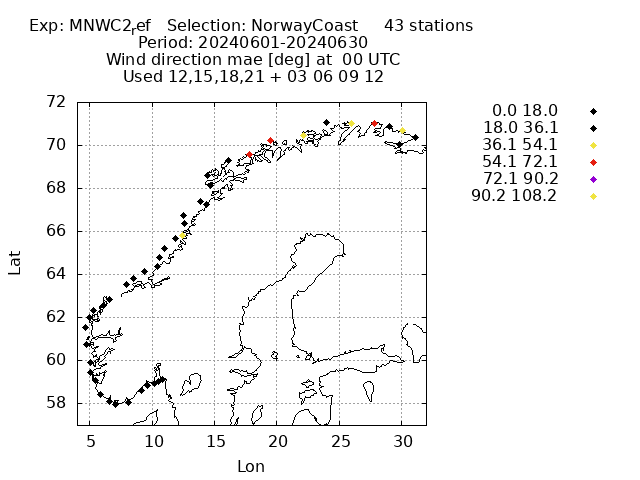 Exp: MNWC2ref   Selection: NorwayCoast     43 stations
Period: 20240601-20240630
Wind direction mae [deg] at  00 UTC
Used 12,15,18,21 + 03 06 09 12
72
70
68
66
64
62
60
58
5 10 15 20 25 30
Lat
Lon
0.0 18.0
18.0 36.1
36.1 54.1
54.1 72.1
72.1 90.2
90.2 108.2